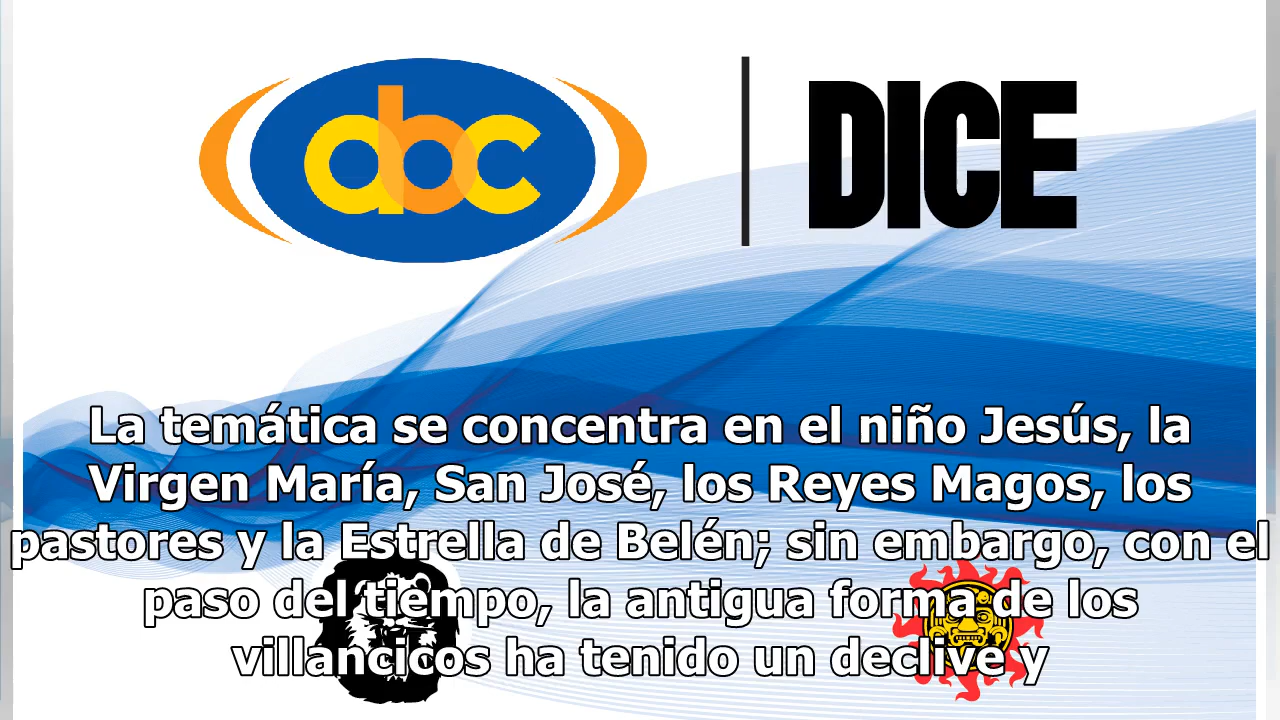 abc
DICE
La temática se concentra en el niño Jesús, la
Virgen María, San José, los Reyes Magos, los
pastores y la Estrella de Belén; sin embargo, con el
paso del tiempo, la antigua forma de los
villancicos ha tenido un declive y